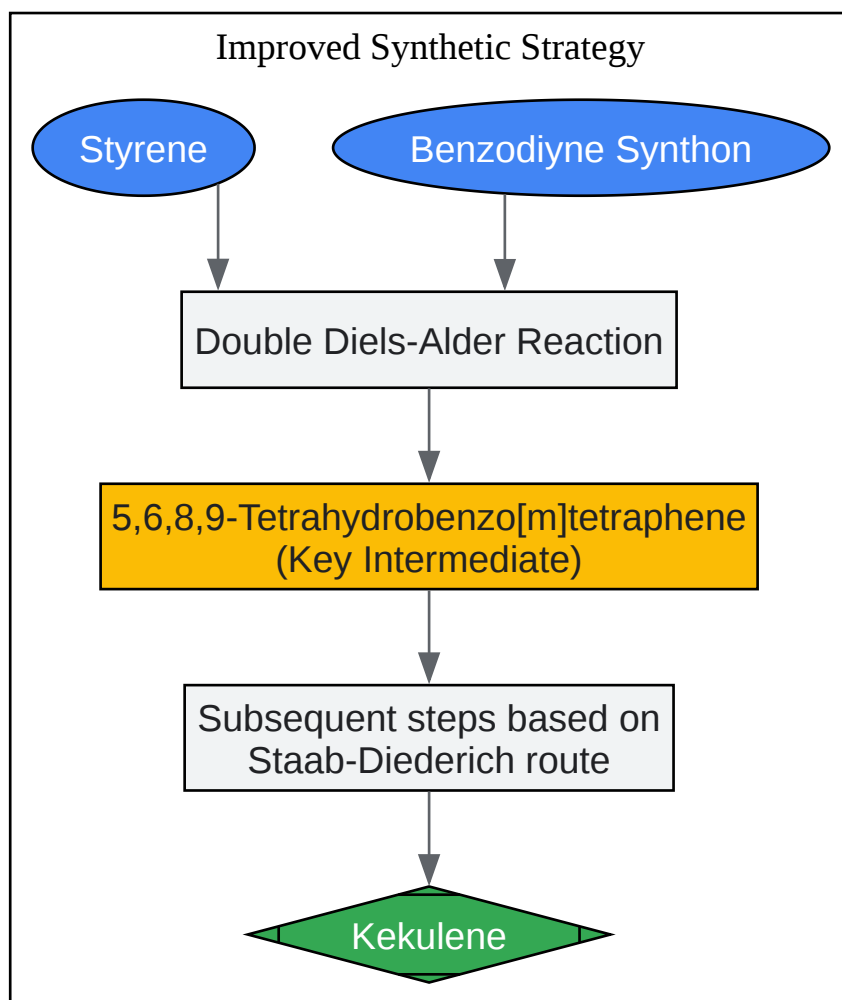 Improved Synthetic Strategy
Styrene
Benzodiyne Synthon
Double Diels-Alder Reaction
5,6,8,9-Tetrahydrobenzo[m]tetraphene
(Key Intermediate)
Subsequent steps based on
Staab-Diederich route
Kekulene